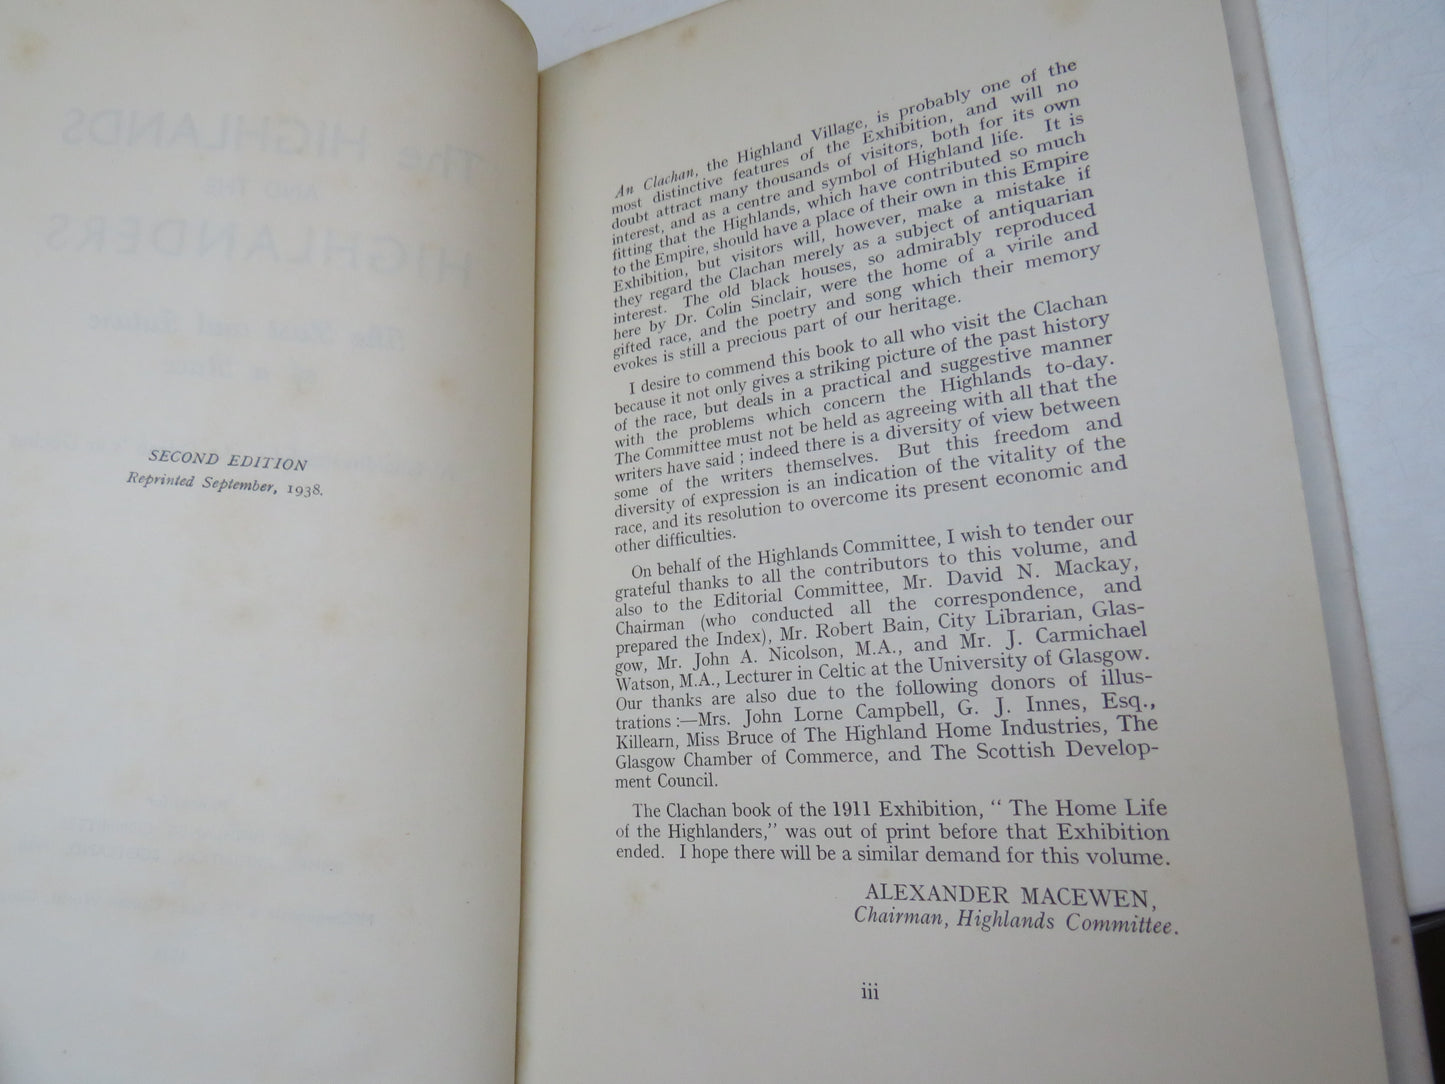 SECOND EDITION
Reprinted September, 1938.
An Clachan, the Highland Village, is probably one of the
most distinctive features of the Exhibition, and will no
doubt attract many thousands of visitors, both for its own
interest, and as a centre and symbol of Highland life. It is
fitting that the Highlands, which have contributed so much
to the Empire, should have a place of their own in this Empire
Exhibition, but visitors will, however, make a mistake if
they regard the Clachan merely as a subject of antiquarian
interest. The old black houses, so admirably reproduced
here by Dr. Colin Sinclair, were the home of a virile and
gifted race, and the poetry and song which their memory
evokes is still a precious part of our heritage.
I desire to commend this book to all who visit the Clachan
because it not only gives a striking picture of the past history
of the race, but deals in a practical and suggestive manner
with the problems which concern the Highlands to-day.
The Committee must not be held as agreeing with all that the
writers have said ; indeed there is a diversity of view between
some of the writers themselves. But this freedom and
diversity of expression is an indication of the vitality of the
race, and its resolution to overcome its present economic and
other difficulties.
On behalf of the Highlands Committee, I wish to tender our
grateful thanks to all the contributors to this volume, and
also to the Editorial Committee, Mr. David N. Mackay,
Chairman (who conducted all the correspondence, and
prepared the Index), Mr. Robert Bain, City Librarian, Glas-
gow, Mr. John A. Nicolson, M.A., and Mr. J. Carmichael
Watson, M.A., Lecturer in Celtic at the University of Glasgow.
Our thanks are also due to the following donors of illus-
trations :—Mrs. John Lorne Campbell, G. J. Innes, Esq.,
Killearn, Miss Bruce of The Highland Home Industries, The
Glasgow Chamber of Commerce, and The Scottish Develop-
ment Council.
The Clachan book of the 1911 Exhibition, “ The Home Life
of the Highlanders,” was out of print before that Exhibition
ended. I hope there will be a similar demand for this volume.
ALEXANDER MACEWEN,
Chairman, Highlands Committee.
iii